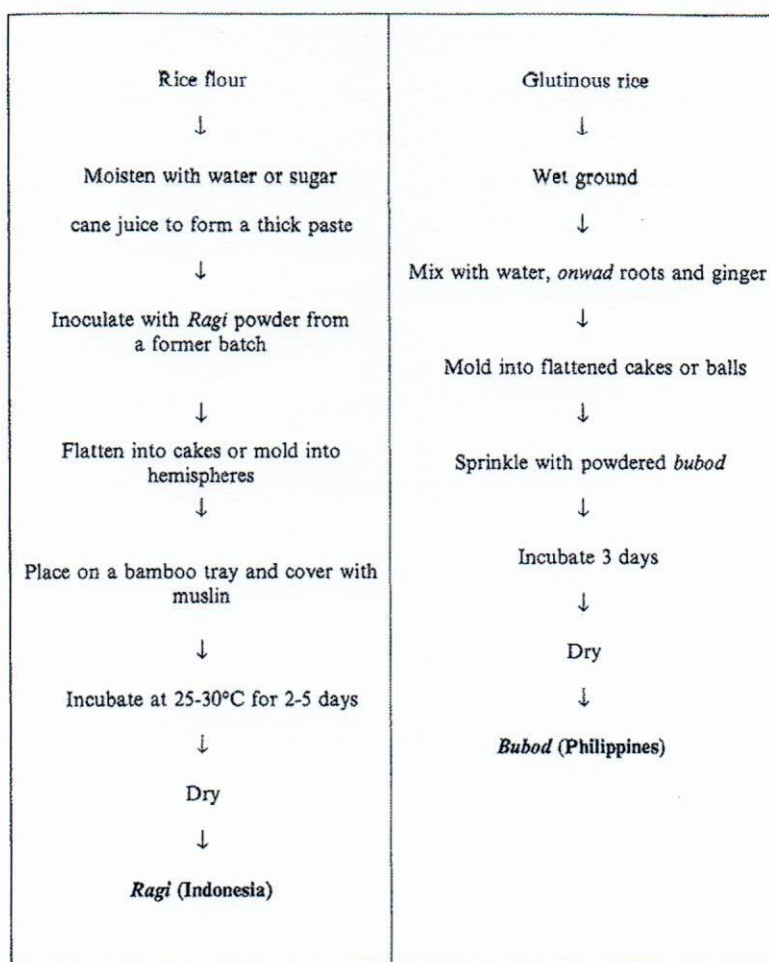 Rice flour
↓
Moisten with water or sugar
cane juice to form a thick paste
↓
Inoculate with Ragi powder from
a former batch
↓
Flatten into cakes or mold into
hemispheres
↓
Place on a bamboo tray and cover with
muslin
↓
Incubate at 25-30°C for 2-5 days
↓
Dry
↓
Ragi (Indonesia)
Glutinous rice
↓
Wet ground
↓
Mix with water, onwad roots and ginger
↓
Mold into flattened cakes or balls
↓
Sprinkle with powdered bubod
↓
Incubate 3 days
↓
Dry
↓
Bubod (Philippines)